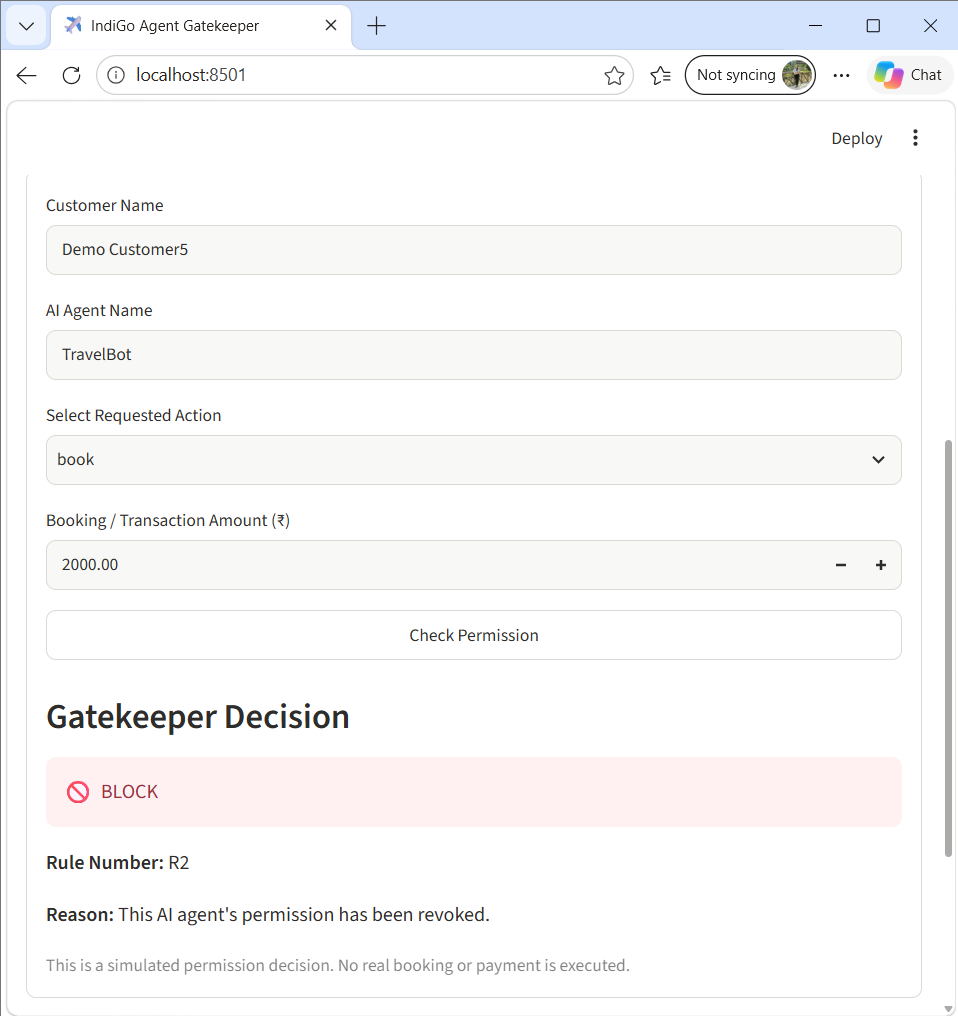 IndiGo Agent Gatekeeper
localhost:8501
Not syncing
Chat
Deploy
Customer Name
Demo Customer5
AI Agent Name
TravelBot
Select Requested Action
book
Booking / Transaction Amount (₹)
2000.00
Check Permission
Gatekeeper Decision
BLOCK
Rule Number: R2
Reason: This AI agent's permission has been revoked.
This is a simulated permission decision. No real booking or payment is executed.